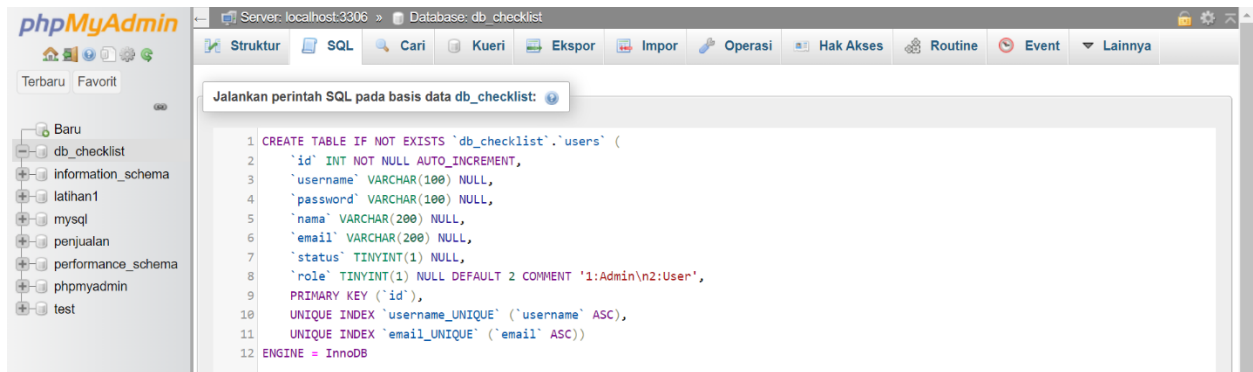 phpMyAdmin
Terbaru Favorit
Baru
db_checklist
information_schema
latihan1
mysql
penjualan
performance_schema
phpmyadmin
test
Server: localhost:3306 » Database: db_checklist
Struktur SQL Cari Kueri Ekspor Impor Operasi Hak Akses Routine Event Lainnya
Jalankan perintah SQL pada basis data db_checklist:
1 CREATE TABLE IF NOT EXISTS `db_checklist`.`users` (
2 `id` INT NOT NULL AUTO_INCREMENT,
3 `username` VARCHAR(100) NULL,
4 `password` VARCHAR(100) NULL,
5 `nama` VARCHAR(200) NULL,
6 `email` VARCHAR(200) NULL,
7 `status` TINYINT(1) NULL,
8 `role` TINYINT(1) NULL DEFAULT 2 COMMENT '1:Admin\n2:User',
9 PRIMARY KEY (`id`),
10 UNIQUE INDEX `username_UNIQUE` (`username` ASC),
11 UNIQUE INDEX `email_UNIQUE` (`email` ASC))
12 ENGINE = InnoDB